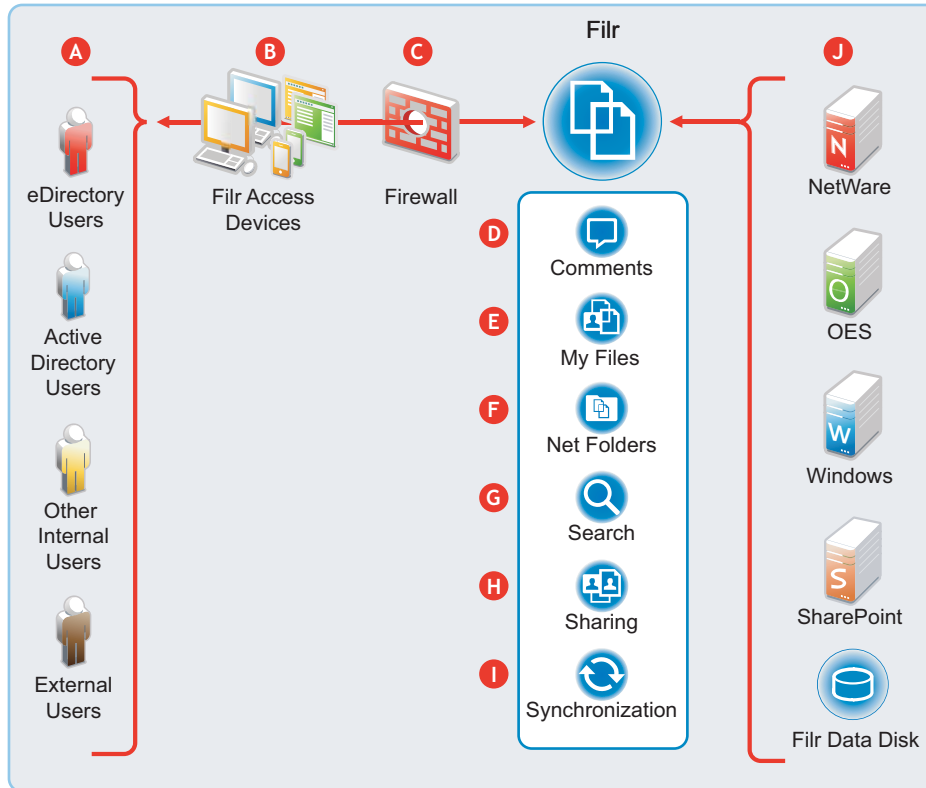 Filr
A
B
C
J
eDirectory
Users
Filr Access
Devices
Firewall
NetWare
D
Comments
Active
Directory
Users
E
My Files
OES
F
Net Folders
Other
Internal
Users
G
Search
Windows
H
Sharing
SharePoint
External
Users
I
Synchronization
Filr Data Disk
N
O
W
S